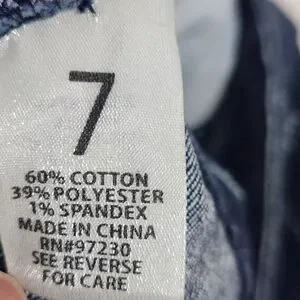 7
60% COTTON
39% POLYESTER
1% SPANDEX
MADE IN CHINA
RN#97230
SEE REVERSE
FOR CARE